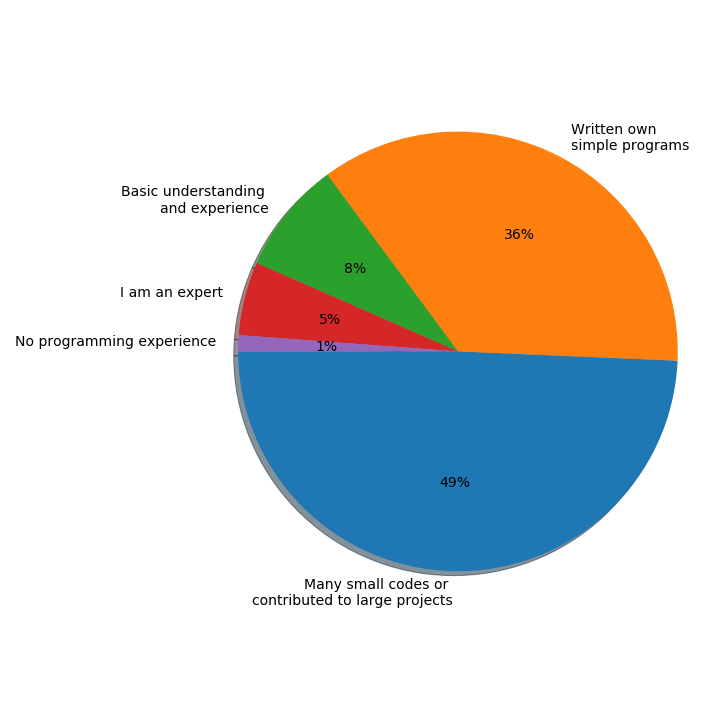 Written own
simple programs
36%
Basic understanding
and experience
8%
I am an expert
5%
No programming experience
1%
49%
Many small codes or
contributed to large projects